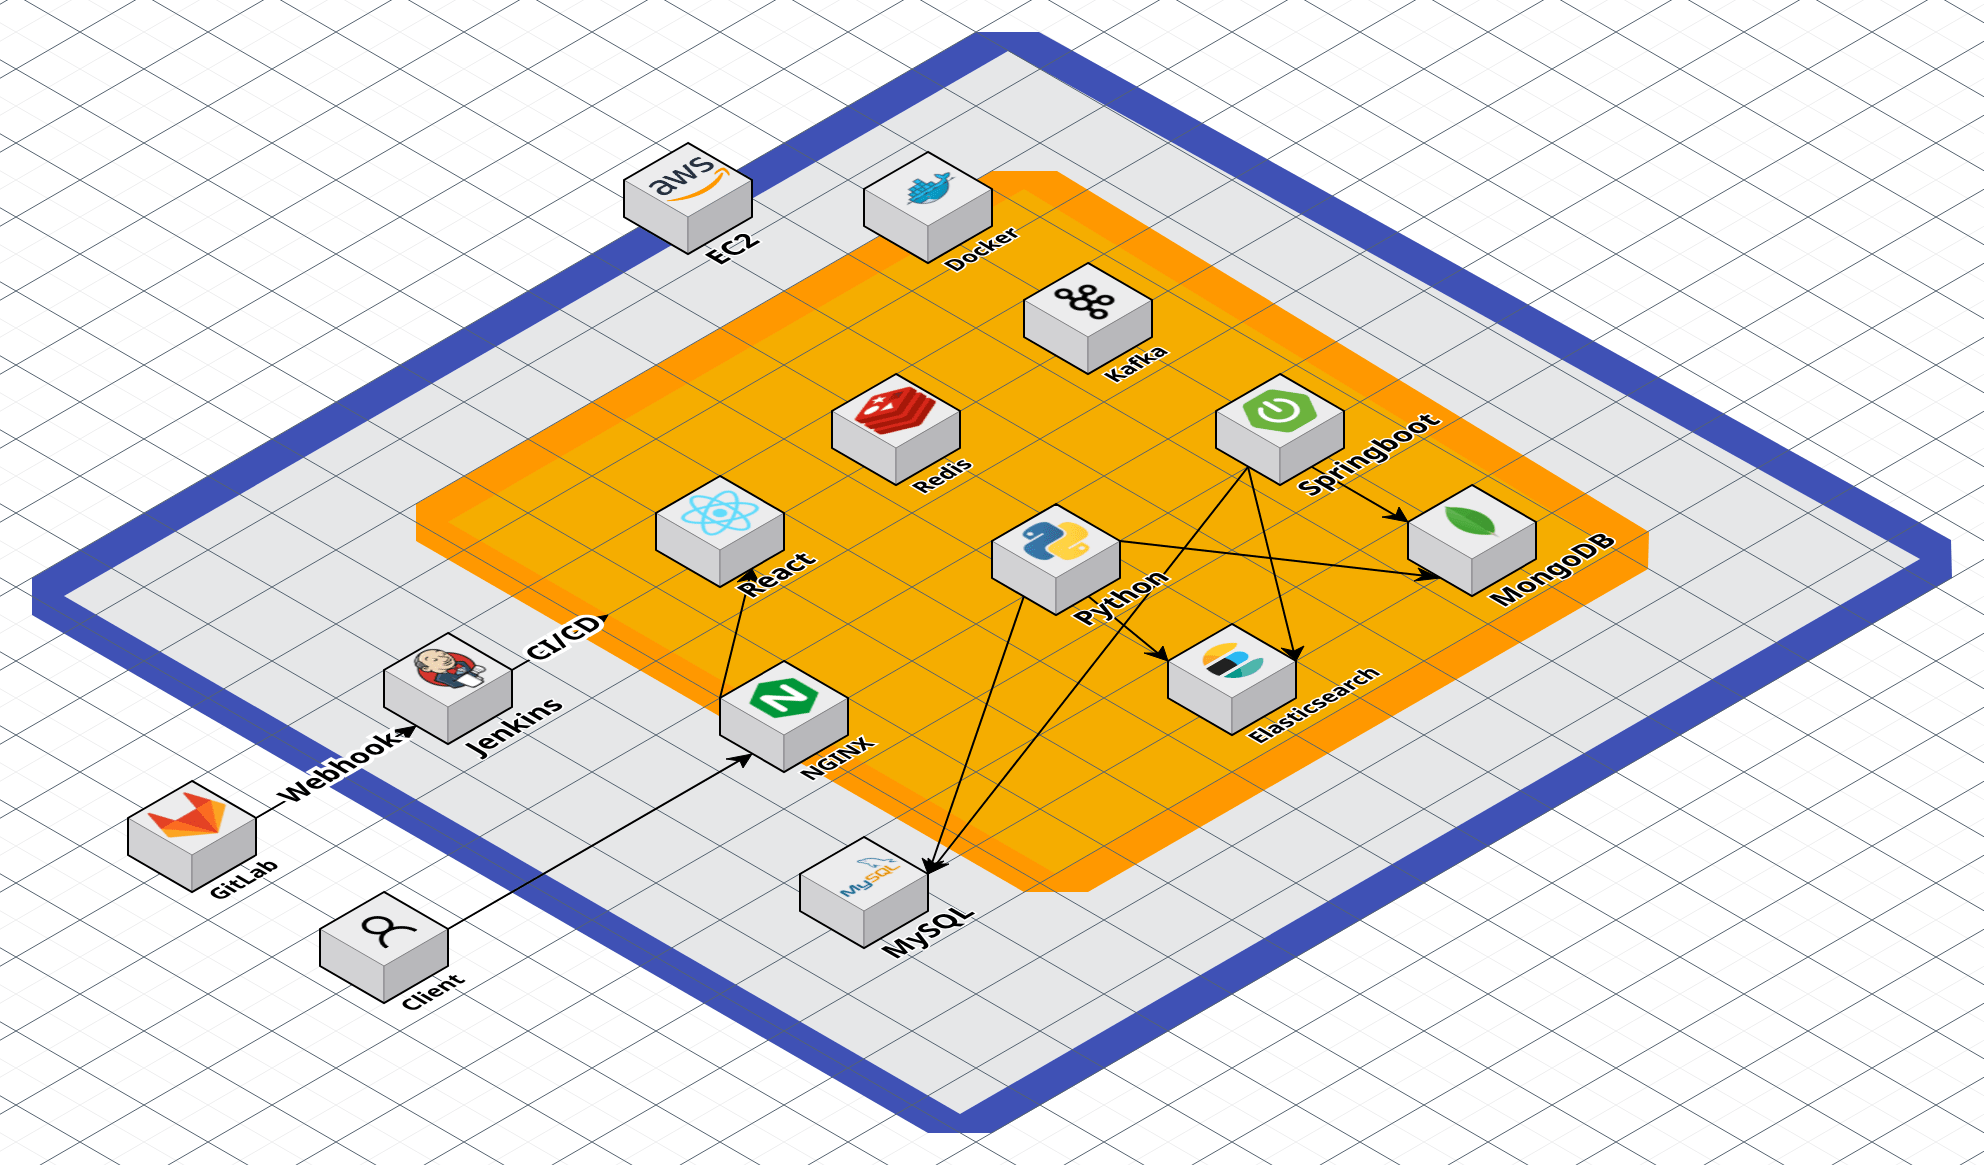 aws
EC2
Docker
Kafka
Redis
Springboot
React
Python
MongoDB
CI/CD
Jenkins
Elasticsearch
N
NGINX
Webhook
GitLab
MySQL
MySQL
Client